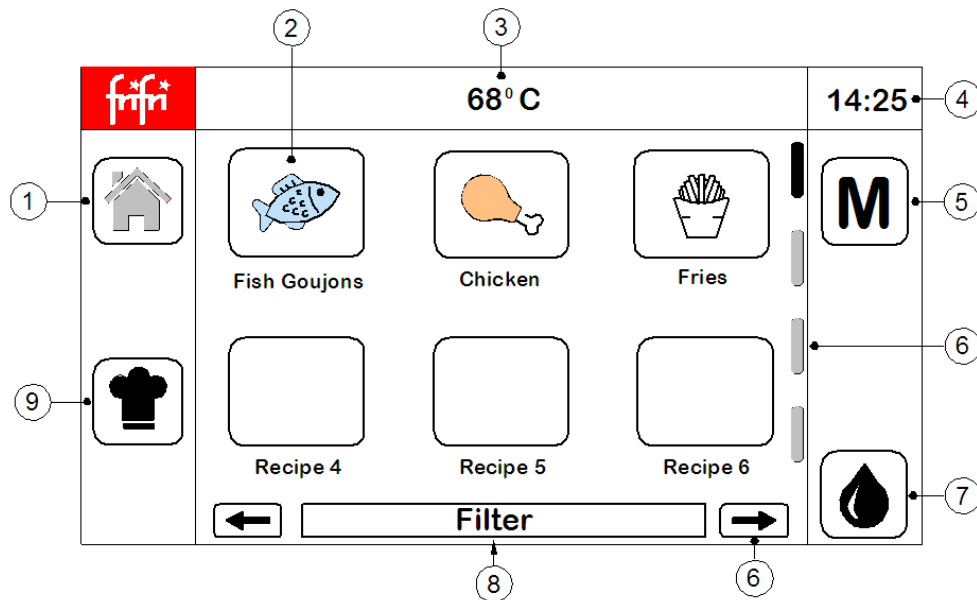 2
3
frifri
68⁰ C
14:25
4
1
M
5
Fish Goujons
Chicken
Fries
6
9
Recipe 4
Recipe 5
Recipe 6
7
Filter
8
6